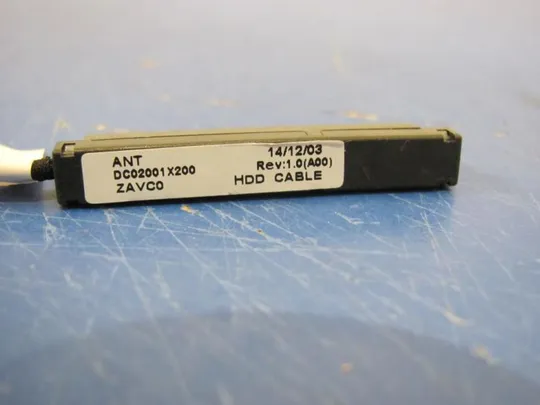 ANT
DC02001X200
ZAVC0
14/12/03
Rev:1.0(A00)
HDD CABLE